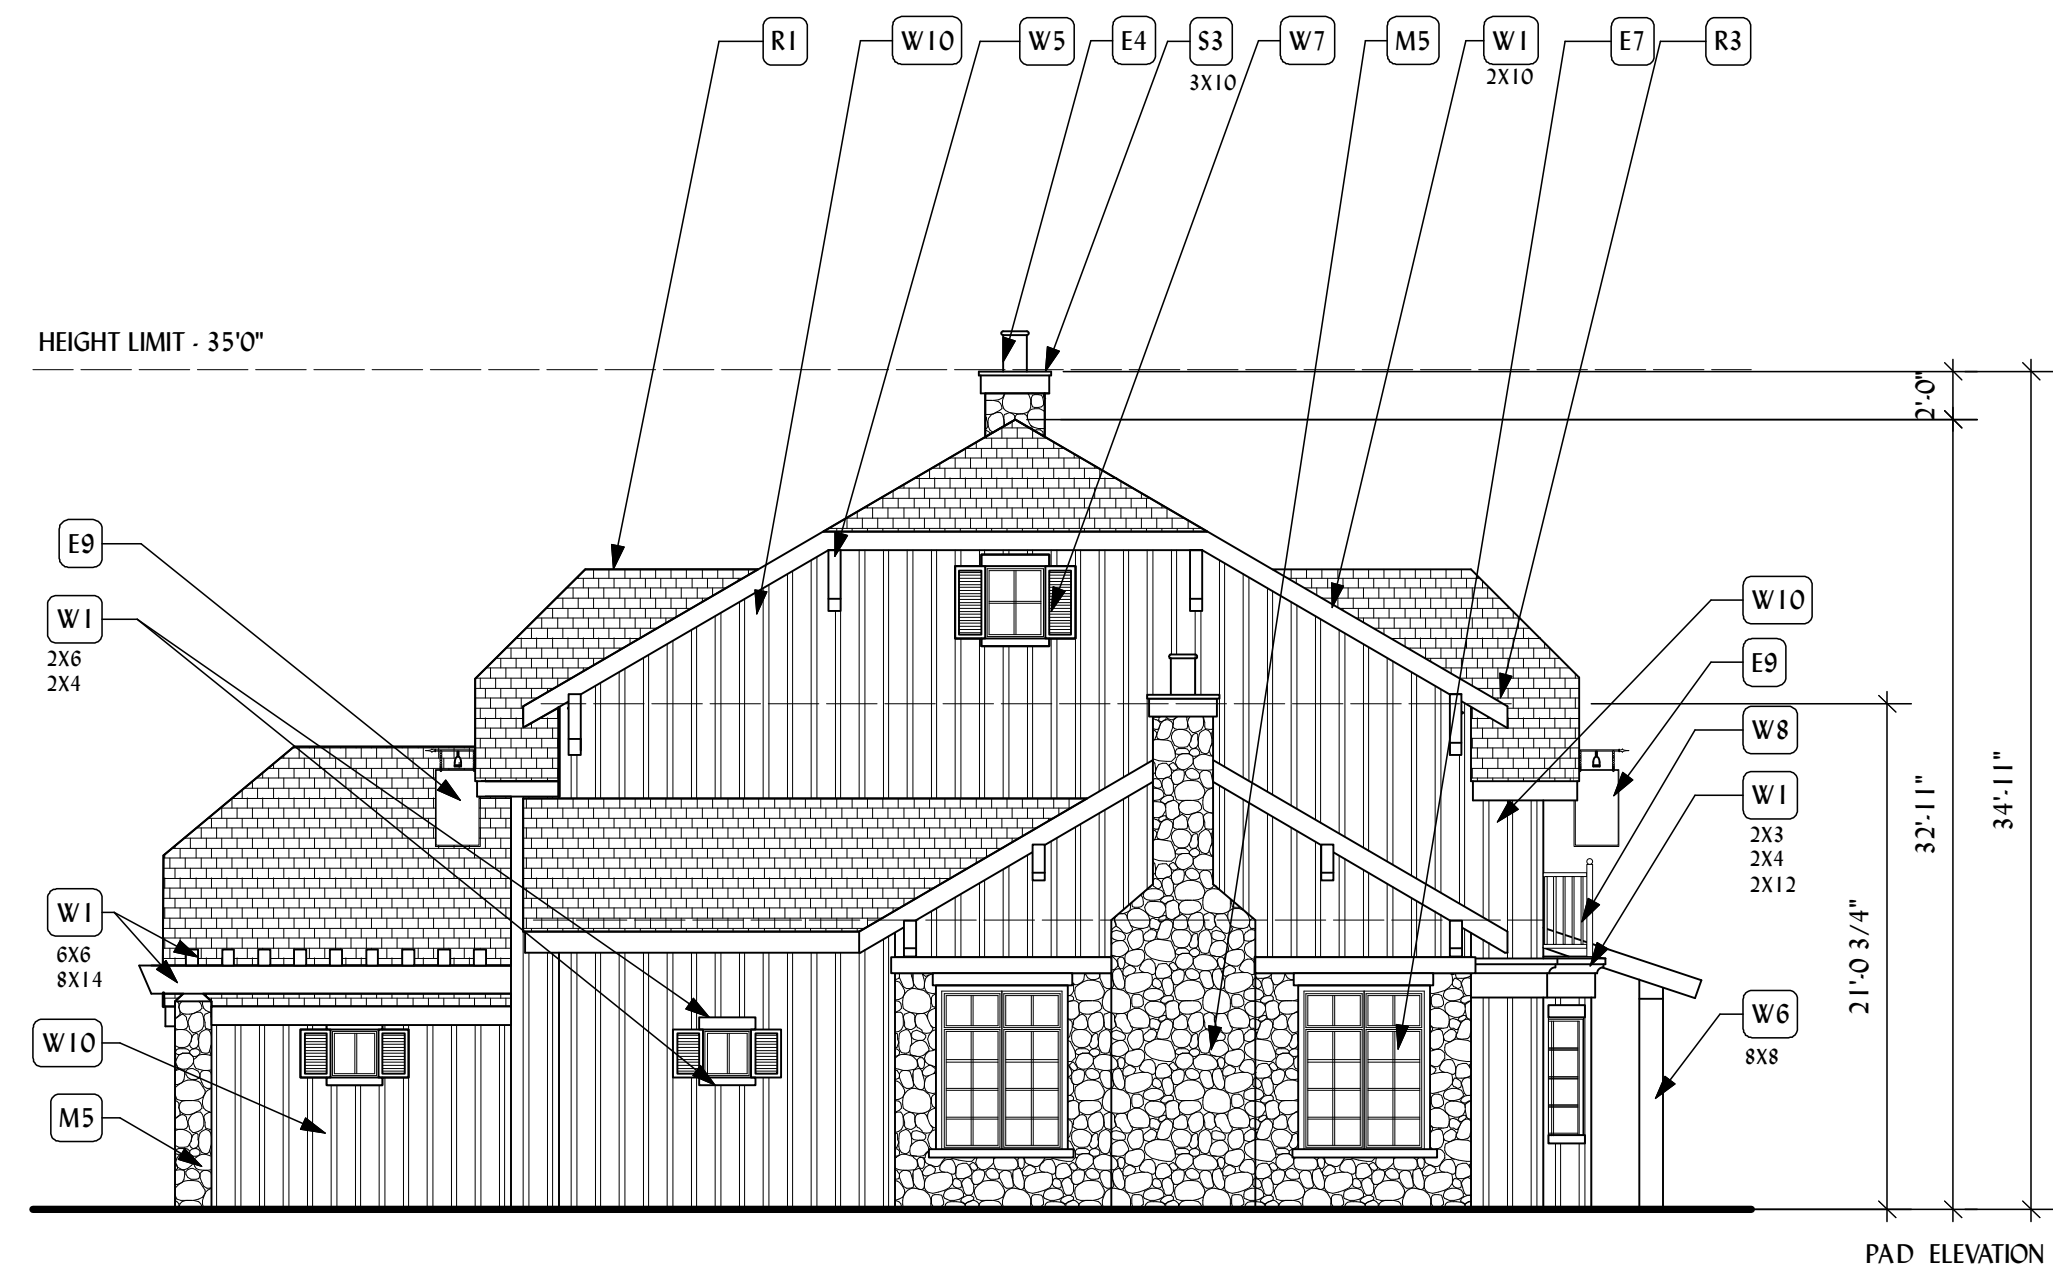 R1
W10
W5
E4
S3
3X10
W7
M5
W1
2X10
E7
R3
HEIGHT LIMIT - 35'0"
2'-0"
E9
W1
2X6
2X4
W10
E9
W8
W1
2X3
2X4
2X12
32'-11"
34'-11"
21'-0 3/4"
W1
6X6
8X14
W10
M5
W6
8X8
PAD ELEVATION